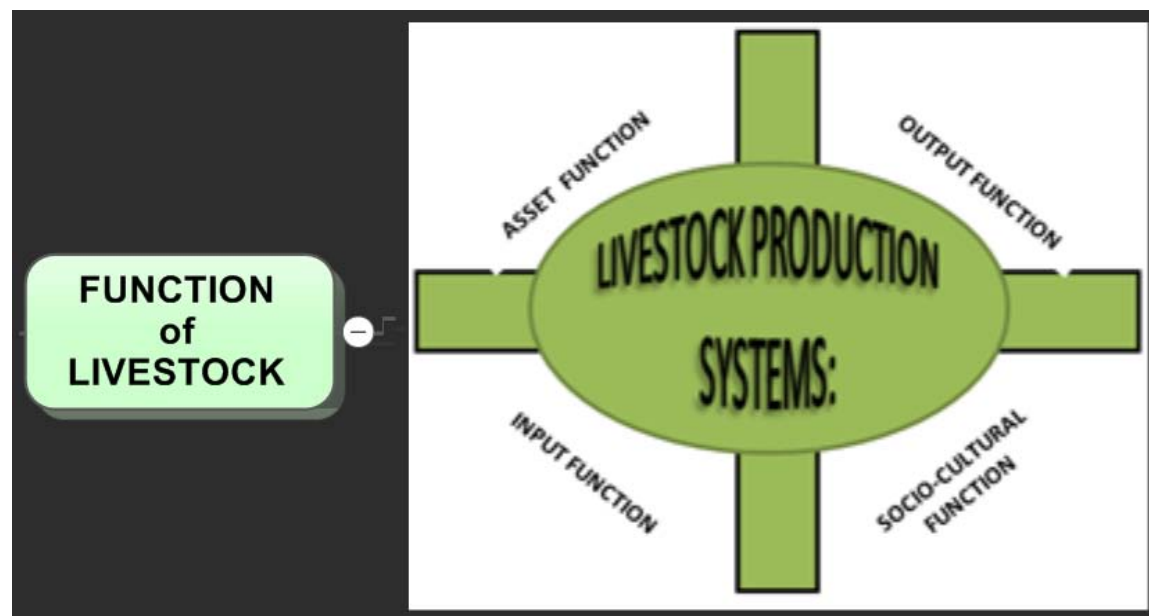 FUNCTION
of
LIVESTOCK
ASSET FUNCTION
OUTPUT FUNCTION
LIVESTOCK PRODUCTION
SYSTEMS:
INPUT FUNCTION
SOCIO-CULTURAL
FUNCTION